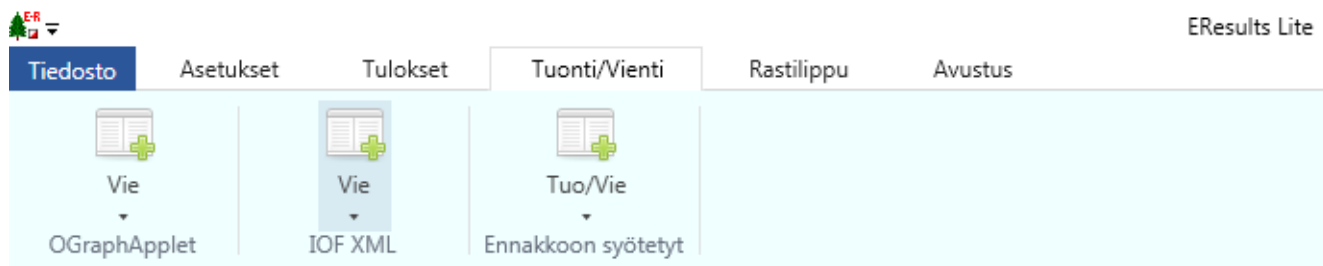 E-R
EResults Lite
Tiedosto Asetukset Tulokset Tuonti/Vienti Rastilippu Avustus
Vie Vie Tuo/Vie
OGraphApplet IOF XML Ennakkoon syötetyt